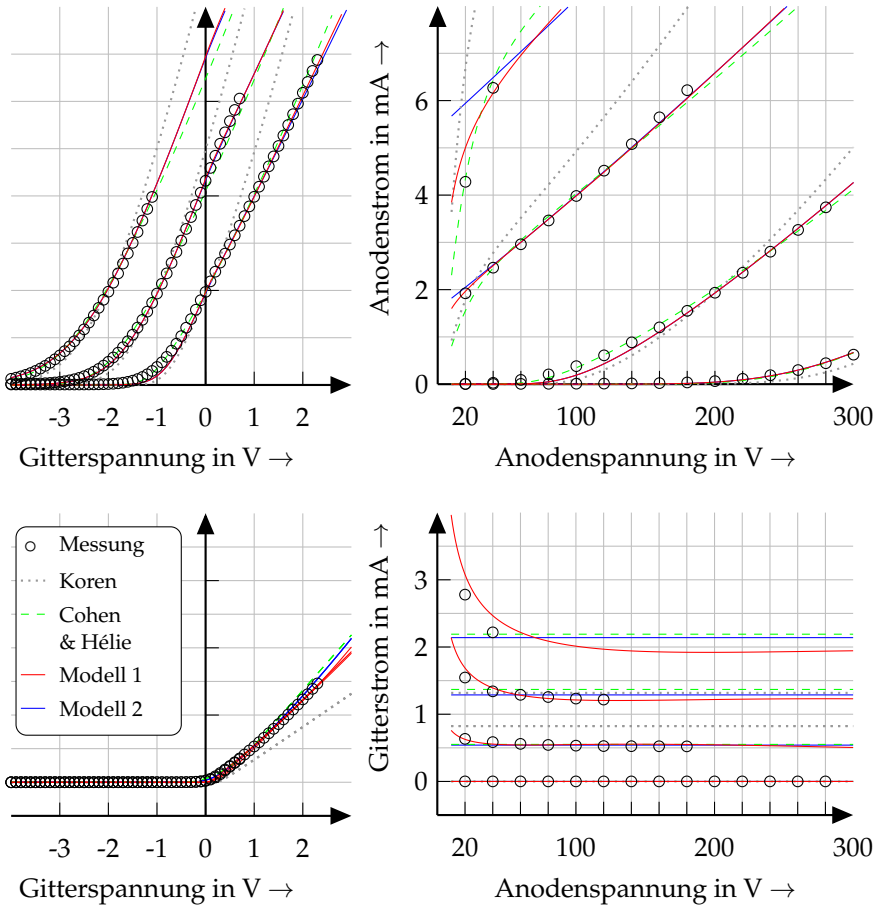 Anodenstrom in mA →
6
4
2
0
-3 -2 -1 0 1 2
20 100 200 300
Gitterspannung in V →
Anodenspannung in V →
Messung
Koren
Cohen
& Hélie
Modell 1
Modell 2
Gitterstrom in mA →
3
2
1
0
-3 -2 -1 0 1 2
20 100 200 300
Gitterspannung in V →
Anodenspannung in V →